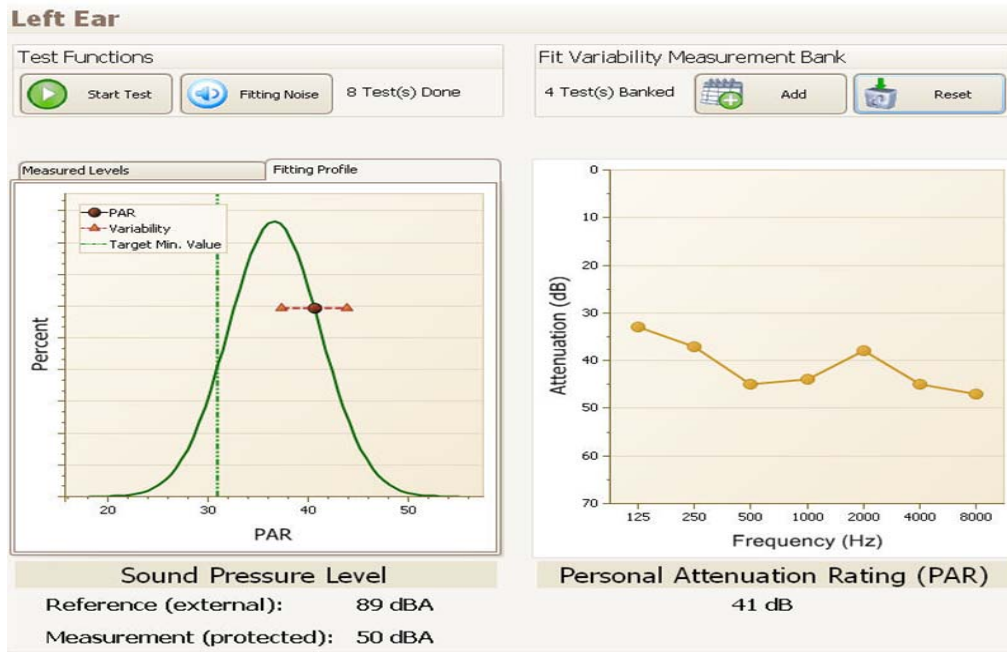 Left Ear
Test Functions
Start Test
Fitting Noise
8 Test(s) Done
Fit Variability Measurement Bank
4 Test(s) Banked
Add
Reset
Measured Levels
Fitting Profile
PAR
Variability
Target Min. Value
Percent
20 30 40 50
PAR
Attenuation (dB)
0
10
20
30
40
50
60
70
125 250 500 1000 2000 4000 8000
Frequency (Hz)
Sound Pressure Level
Reference (external): 89 dBA
Measurement (protected): 50 dBA
Personal Attenuation Rating (PAR)
41 dB